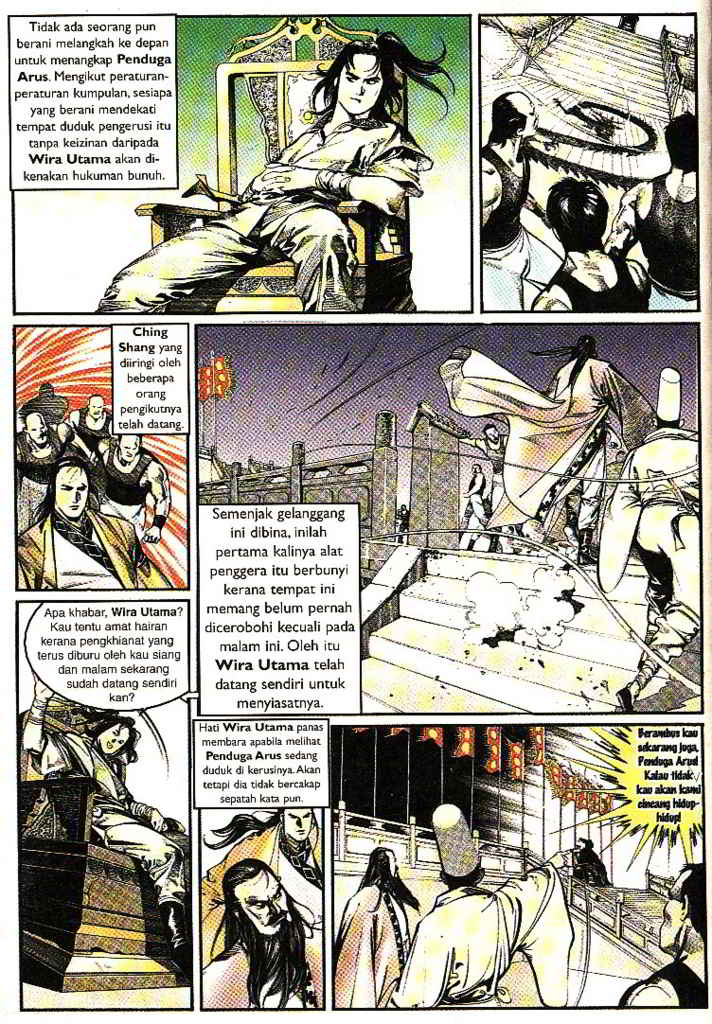 Tidak ada seorang pun
berani melangkah ke depan
untuk menangkap Penduga
Arus. Mengikut peraturan-
peraturan kumpulan, sesiapa
yang berani mendekati
tempat duduk pengerusi itu
tanpa keizinan daripada
Wira Utama akan di-
kenakan hukuman bunuh.
Ching
Shang yang
diiringi oleh
beberapa
orang
pengikutnya
telah datang.
Semenjak gelanggang
ini dibina, inilah
pertama kalinya alat
penggera itu berbunyi
kerana tempat ini
memang belum pernah
dicerobohi kecuali pada
malam ini. Oleh itu
Wira Utama telah
datang sendiri untuk
menyiasatnya.
Apa khabar, Wira Utama?
Kau tentu amat hairan
kerana pengkhianat yang
terus diburu oleh kau siang
dan malam sekarang
sudah datang sendiri
kan?
Hati Wira Utama panas
membara apabila melihat
Penduga Arus sedang
duduk di kerusinya. Akan
tetapi dia tidak bercakap
sepatah kata pun.
Berambus kau
sekarang juga,
Penduga Arus!
Kalau tidak,
kau akan kami
cincang hidup-
hidup!